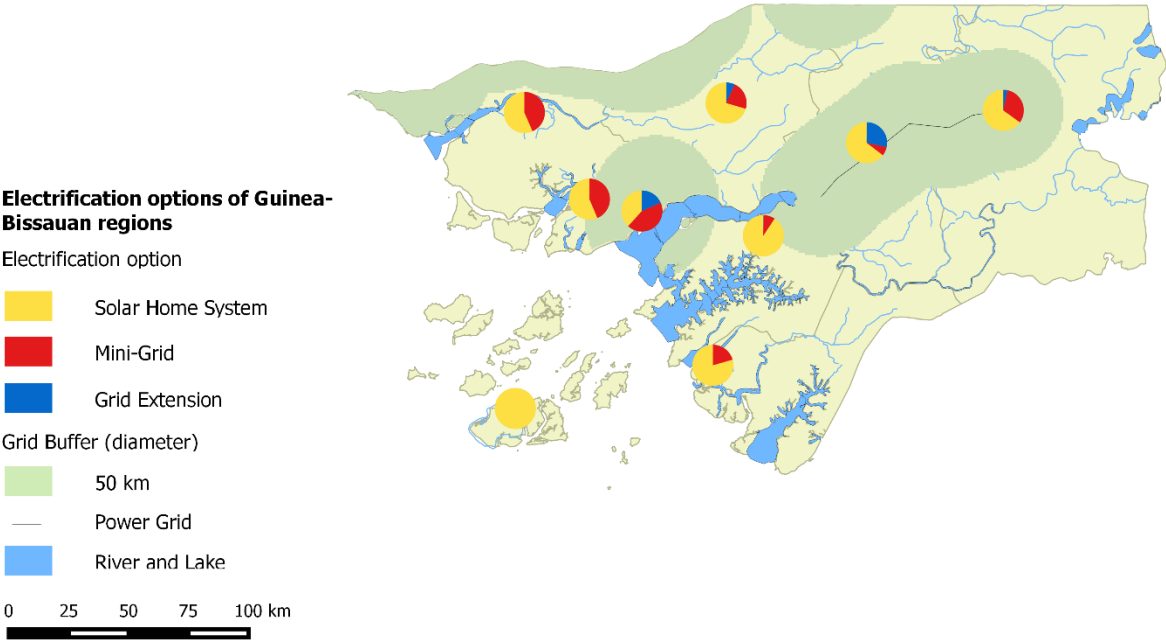 Electrification options of Guinea-
Bissauan regions
Electrification option
Solar Home System
Mini-Grid
Grid Extension
Grid Buffer (diameter)
50 km
Power Grid
River and Lake
0 25 50 75 100 km